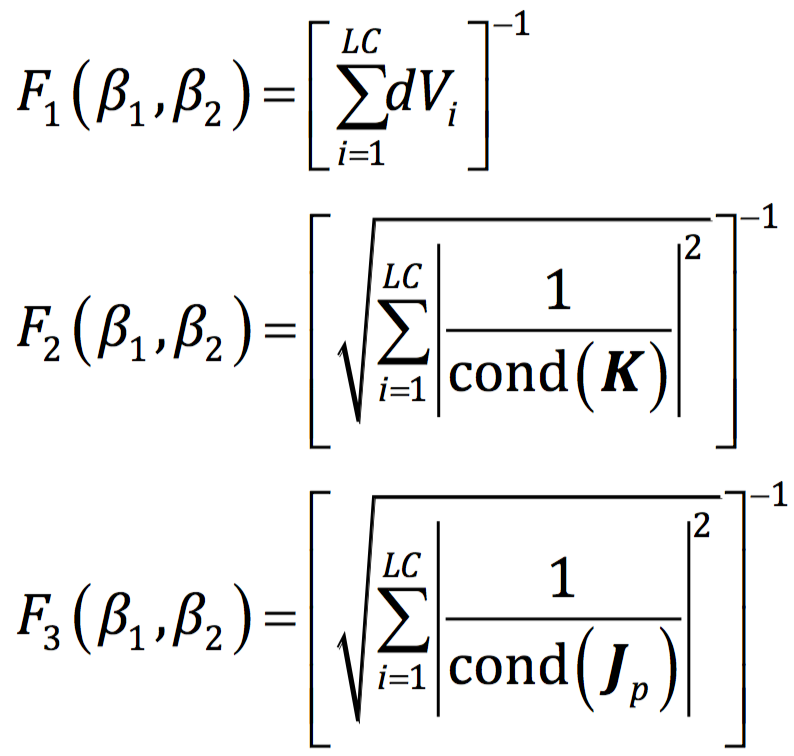 F₁(β₁,β₂)=[∑_{i=1}^{LC} dVᵢ]⁻¹
F₂(β₁,β₂)=[√(∑_{i=1}^{LC} |1/cond(K)|²)]⁻¹
F₃(β₁,β₂)=[√(∑_{i=1}^{LC} |1/cond(J_p)|²)]⁻¹